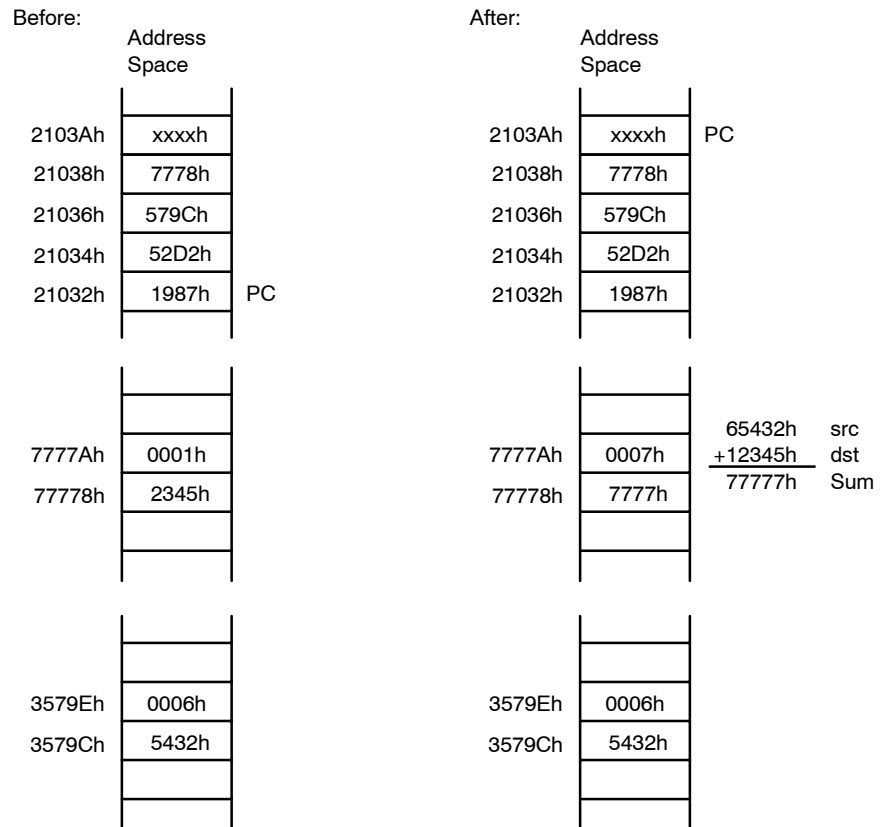 Before:
Address
Space
2103Ah xxxxh
21038h 7778h
21036h 579Ch
21034h 52D2h
21032h 1987h PC
7777Ah 0001h
77778h 2345h
3579Eh 0006h
3579Ch 5432h
After:
Address
Space
2103Ah xxxxh PC
21038h 7778h
21036h 579Ch
21034h 52D2h
21032h 1987h
65432h src
7777Ah 0007h +12345h dst
77778h 7777h 77777h Sum
3579Eh 0006h
3579Ch 5432h